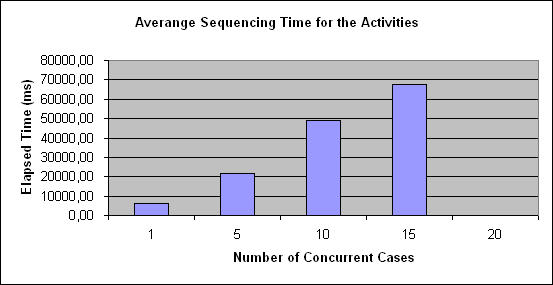 Averange Sequencing Time for the Activities
80000,00
70000,00
60000,00
50000,00
40000,00
30000,00
20000,00
10000,00
0,00
Elapsed Time (ms)
1 5 10 15 20
Number of Concurrent Cases